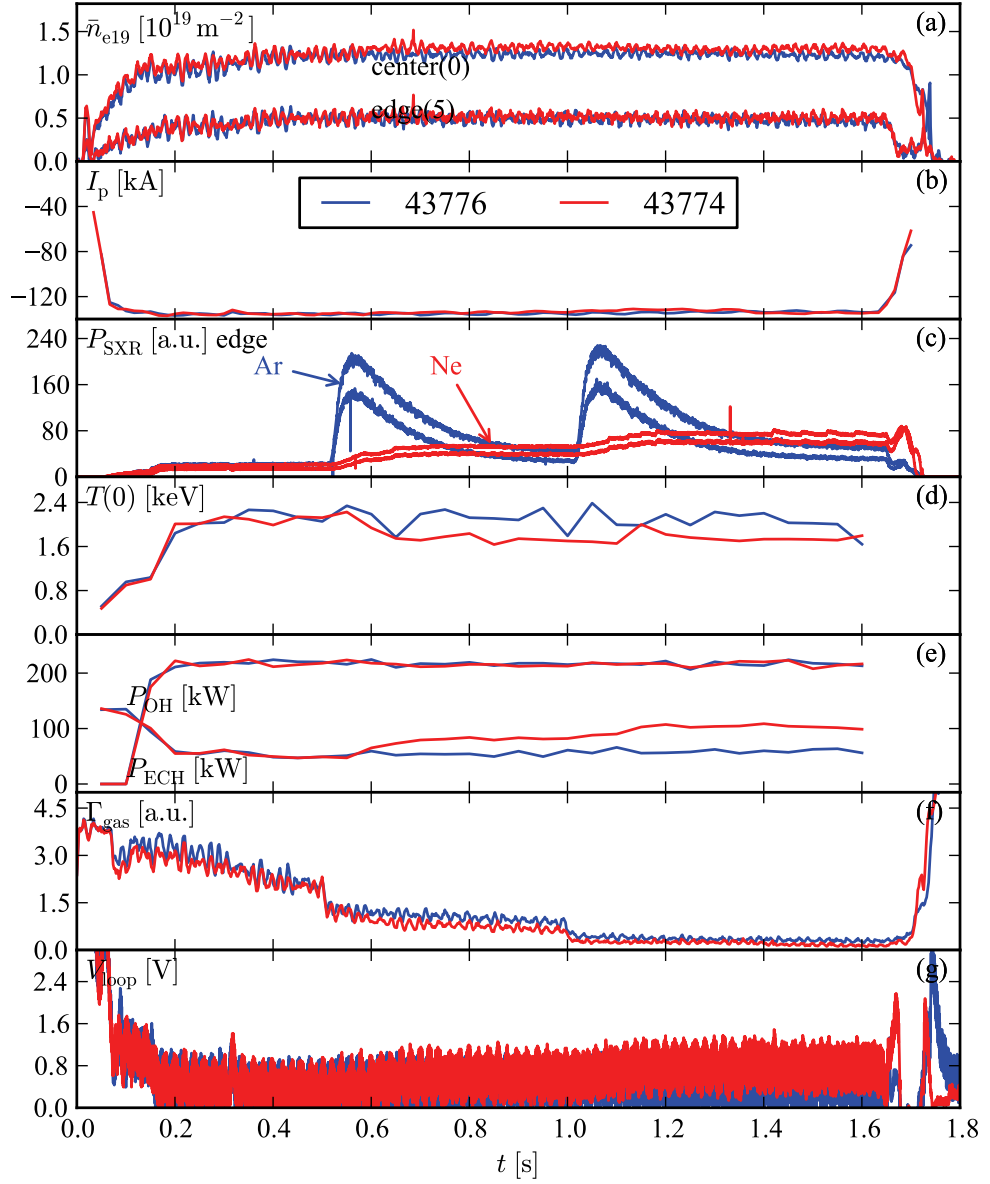 n̄e19 [10^19 m^−2] (a)
1.5
1.0
0.5
0.0
center(0)
edge(5)
Ip [kA] (b)
43776 43774
−40
−80
−120
PSXR [a.u.] edge (c)
240
160
80
0
Ar Ne
T(0) [keV] (d)
2.4
1.6
0.8
0.0
(e)
200
100
0
POH [kW]
PECH [kW]
Γgas [a.u.] (f)
4.5
3.0
1.5
0.0
Vloop [V] (g)
2.4
1.6
0.8
0.0
0.0 0.2 0.4 0.6 0.8 1.0 1.2 1.4 1.6 1.8
t [s]